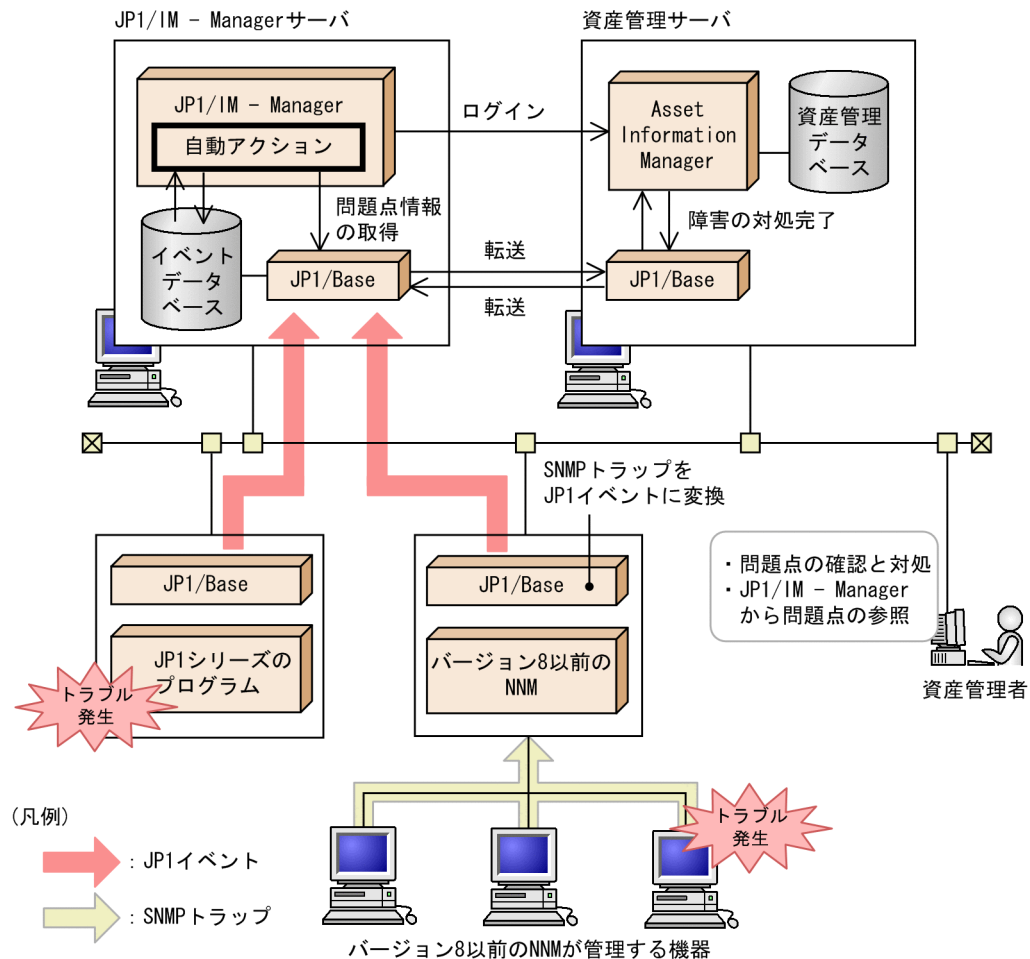 JP1/IM － Managerサーバ
資産管理サーバ
JP1/IM － Manager
自動アクション
ログイン
Asset
Information
Manager
資産管理
データ
ベース
問題点情報
の取得
障害の対処完了
イベント
データ
ベース
JP1/Base
転送
転送
JP1/Base
SNMPトラップを
JP1イベントに変換
JP1/Base
JP1シリーズの
プログラム
トラブル
発生
JP1/Base
バージョン8以前の
NNM
・問題点の確認と対処
・JP1/IM － Manager
から問題点の参照
資産管理者
トラブル
発生
(凡例)
：JP1イベント
：SNMPトラップ
バージョン8以前のNNMが管理する機器